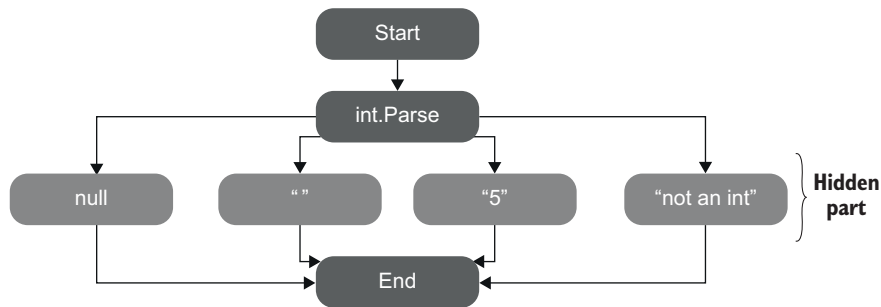 Start
int.Parse
null
“ ”
“5”
“not an int”
Hidden
part
End